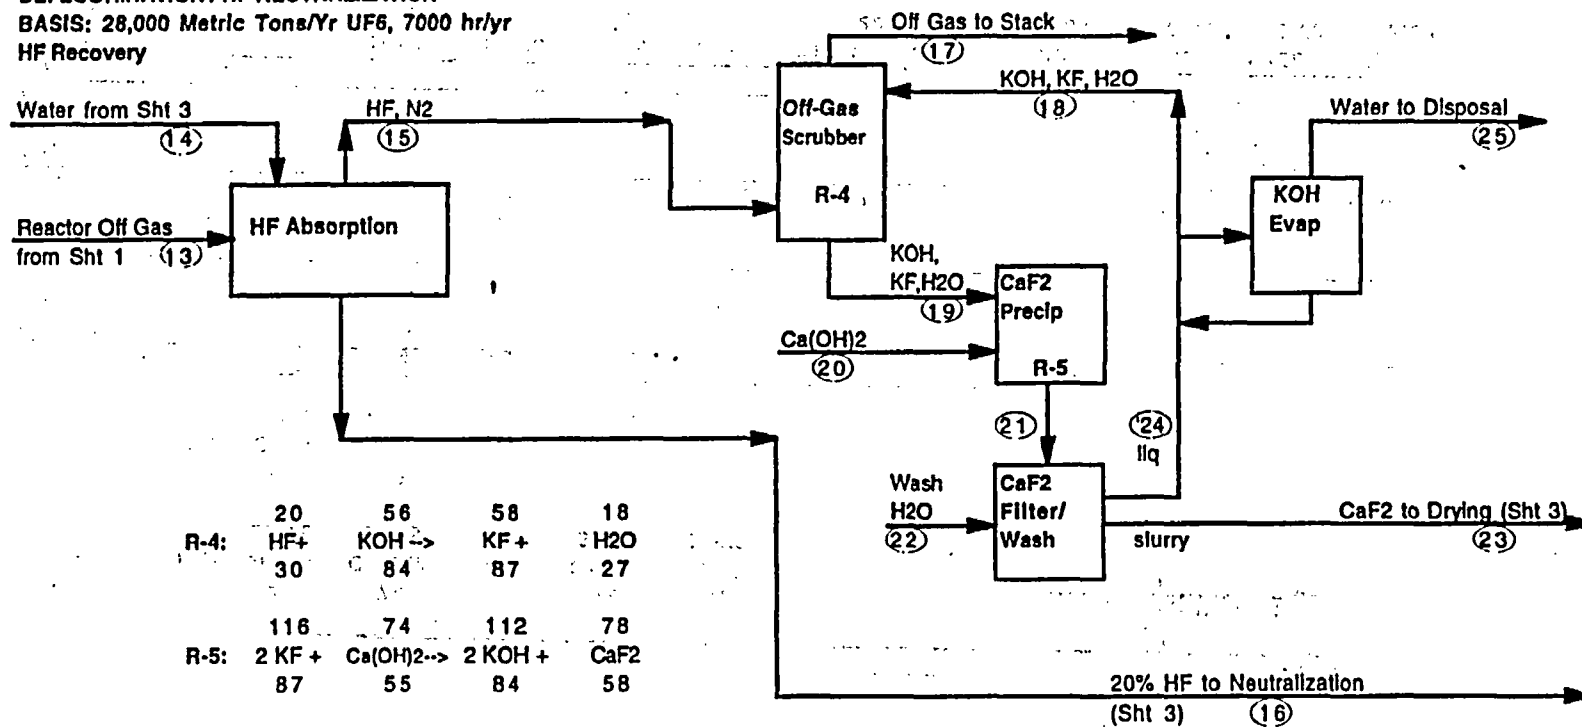 BASIS: 28,000 Metric Tons/Yr UF6, 7000 hr/yr
HF Recovery
Off Gas to Stack
17
Water from Sht 3
14
HF, N2
15
Off-Gas
Scrubber
R-4
KOH, KF, H2O
18
Water to Disposal
25
KOH
Evap
Reactor Off Gas
from Sht 1 13
HF Absorption
KOH,
KF,H2O
19
CaF2
Precip
R-5
Ca(OH)2
20
21
24
liq
Wash
H2O
22
CaF2
Filter/
Wash
slurry
CaF2 to Drying (Sht 3)
23
20 56 58 18
R-4: HF+ KOH --> KF + H2O
30 84 87 27
116 74 112 78
R-5: 2 KF + Ca(OH)2--> 2 KOH + CaF2
87 55 84 58
20% HF to Neutralization
(Sht 3) 16